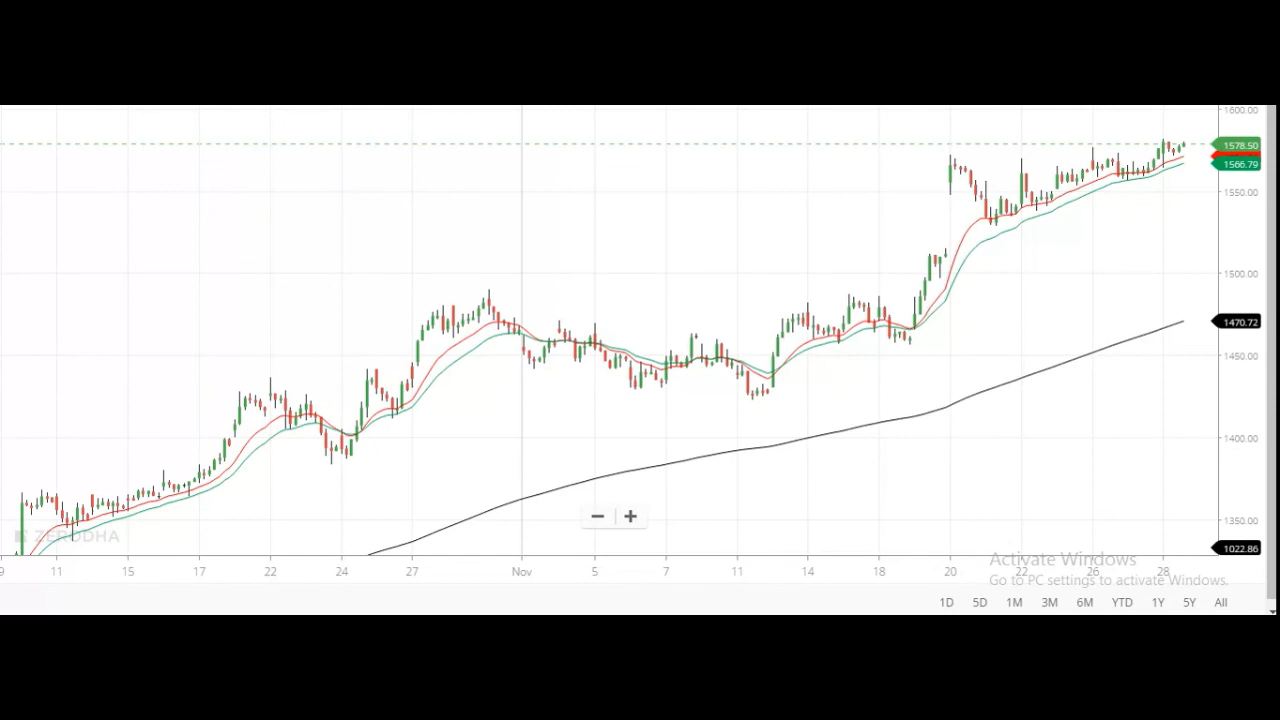 1600.00
1578.50
1566.79
1550.00
1500.00
1470.72
1450.00
1400.00
1350.00
ZERODHA
1022.86
Activate Windows
9 11 15 17 22 24 27 Nov 5 7 11 14 18 20 22 26 28
Go to PC settings to activate Windows.
1D 5D 1M 3M 6M YTD 1Y 5Y All